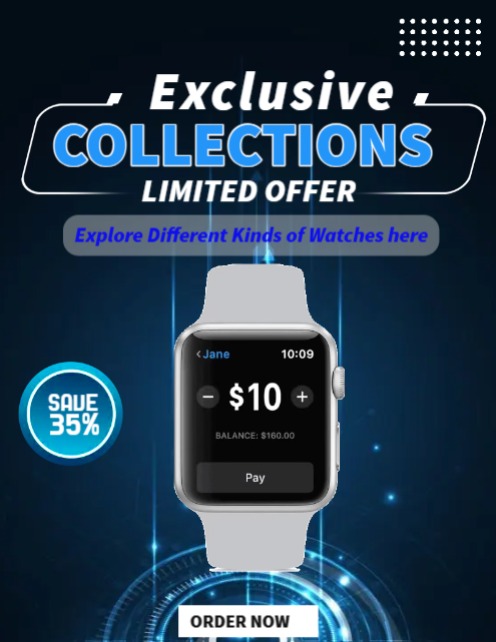 Exclusive
COLLECTIONS
LIMITED OFFER
Explore Different Kinds of Watches here
‹Jane 10:09
− $10 +
BALANCE: $160.00
Pay
SAVE
35%
ORDER NOW